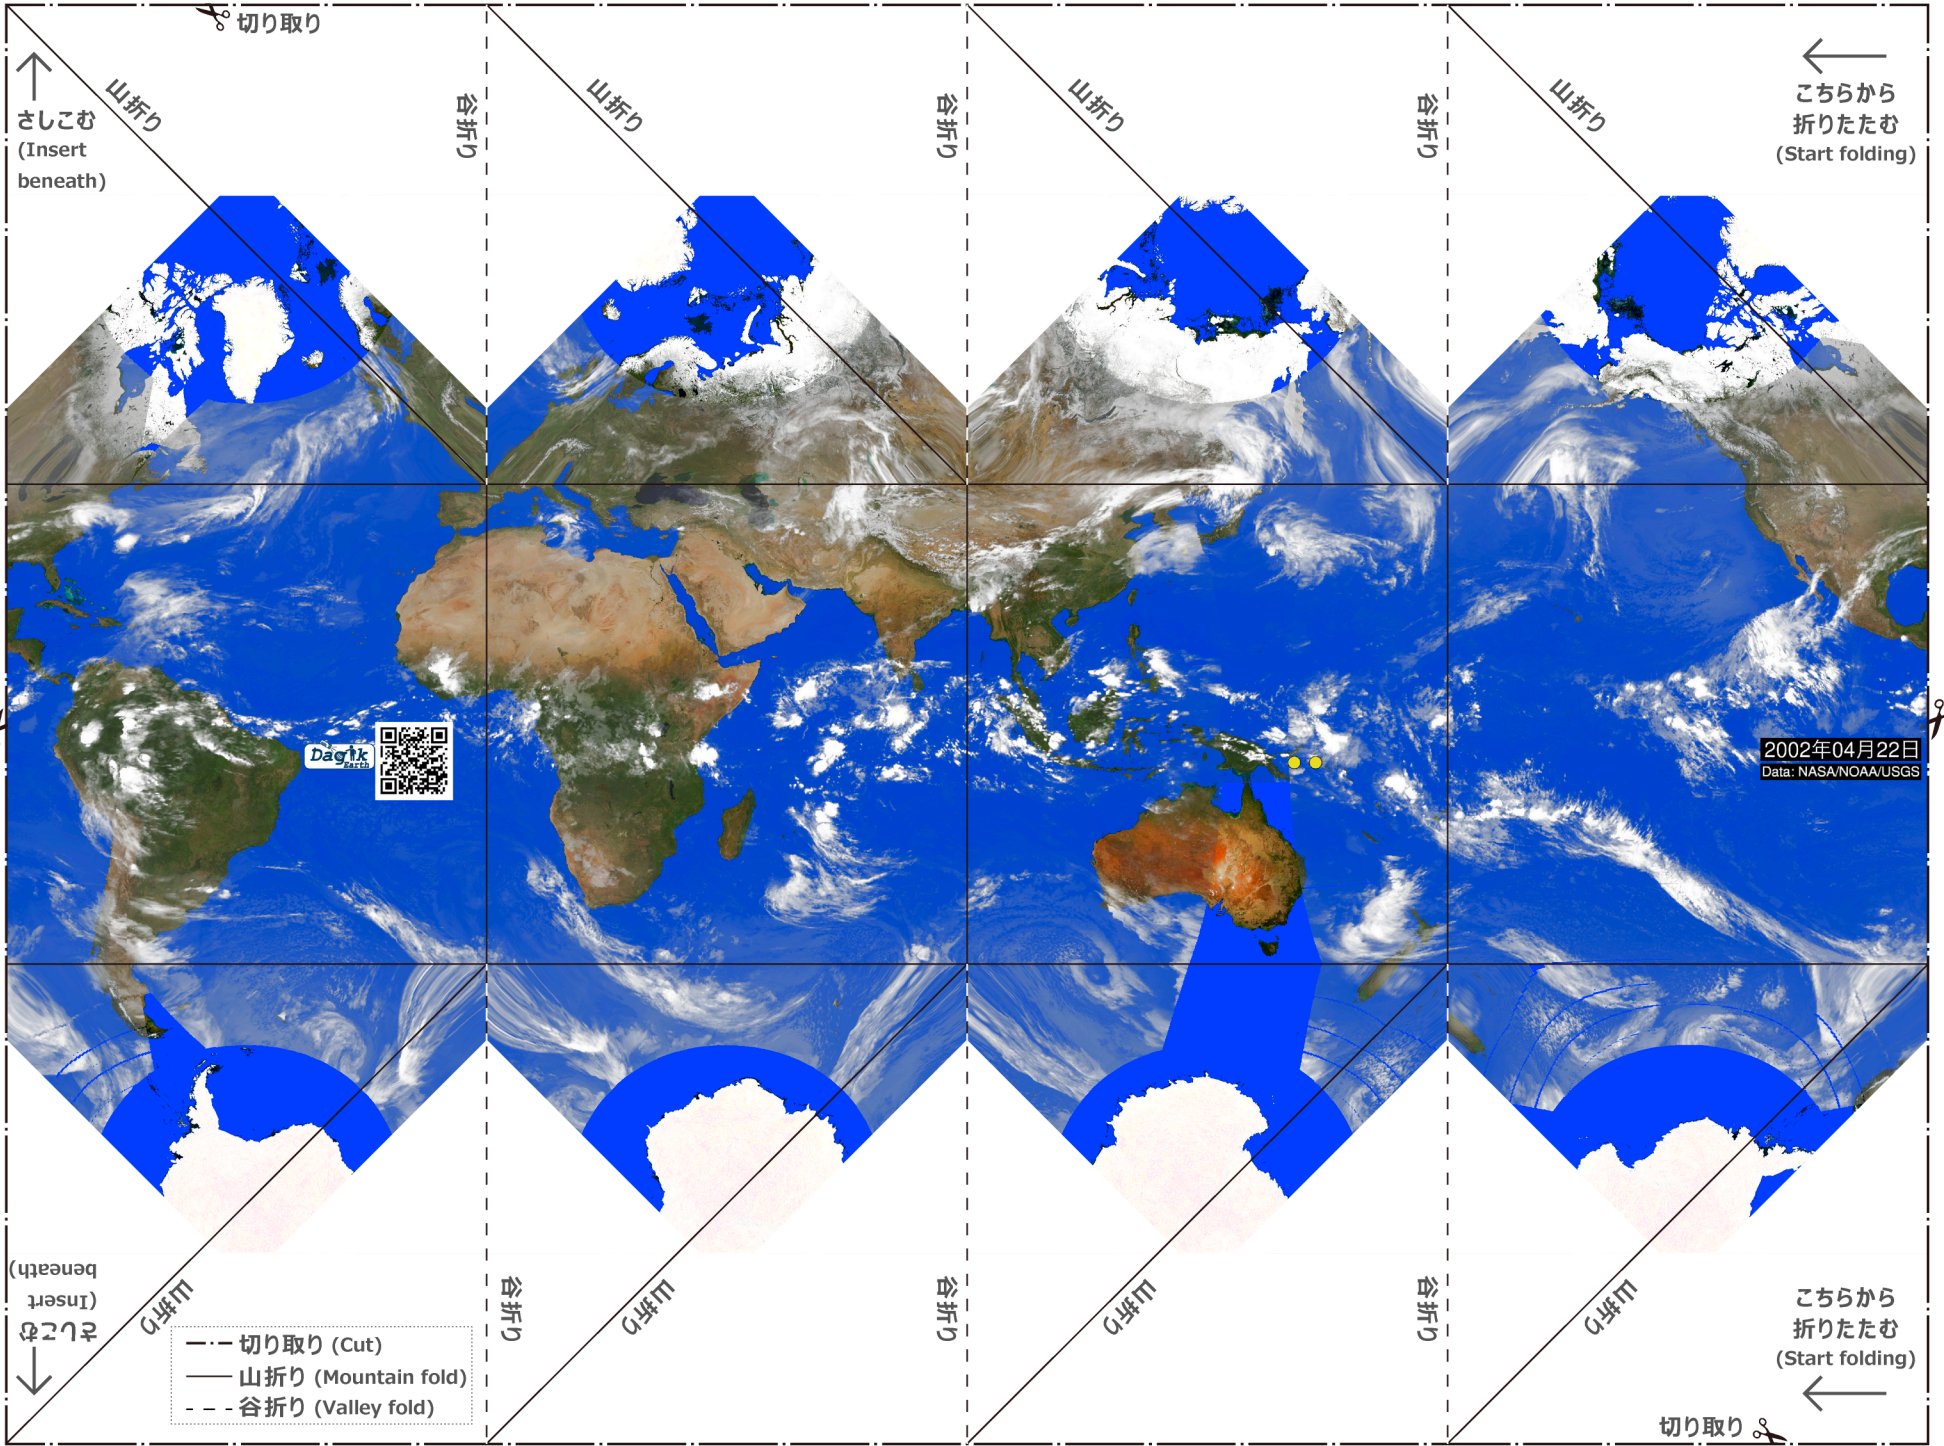 切り取り
山折り
谷折り
山折り
谷折り
山折り
谷折り
山折り
さしこむ
(Insert
beneath)
こちらから
折りたたむ
(Start folding)
Dagik
Earth
2002年04月22日
Data: NASA/NOAA/USGS
さしこむ
(Insert
beneath)
山折り
谷折り
山折り
谷折り
山折り
谷折り
山折り
こちらから
折りたたむ
(Start folding)
切り取り (Cut)
山折り (Mountain fold)
谷折り (Valley fold)
切り取り